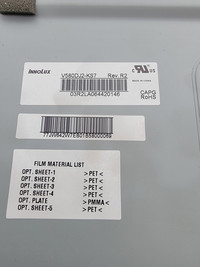 INNOLUX
V580DJ2-KS7 Rev. R2
03R2LA064420146
CAPG
RoHS
FILM MATERIAL LIST
OPT. SHEET-1 >PET<
OPT. SHEET-2 >PET<
OPT. SHEET-3 >PET<
OPT. SHEET-4 >PET<
OPT. PLATE >PMMA<
OPT. SHEET-5 >PET<